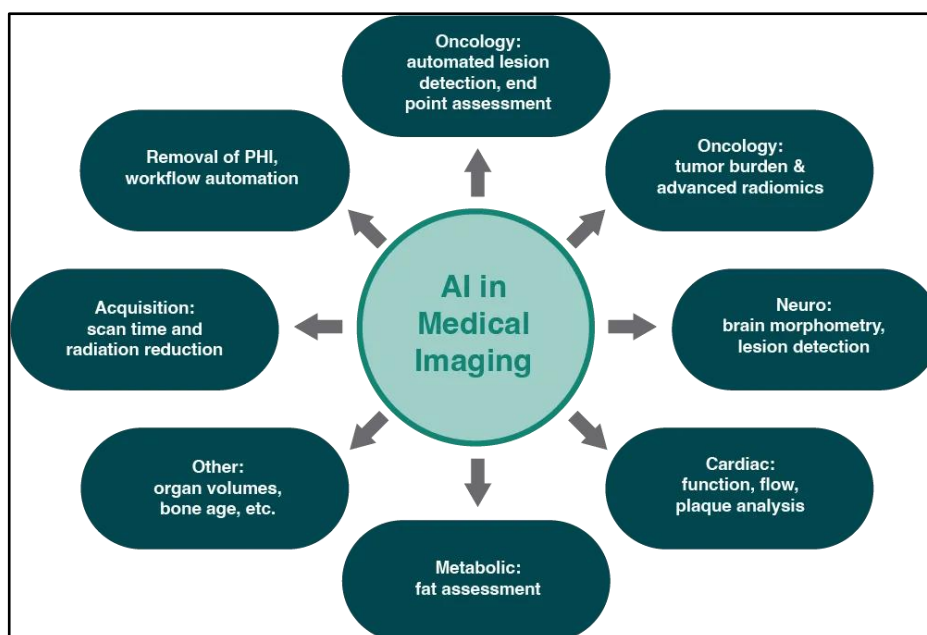 Oncology:
automated lesion
detection, end
point assessment
Removal of PHI,
workflow automation
Oncology:
tumor burden &
advanced radiomics
AI in
Medical
Imaging
Acquisition:
scan time and
radiation reduction
Neuro:
brain morphometry,
lesion detection
Other:
organ volumes,
bone age, etc.
Cardiac:
function, flow,
plaque analysis
Metabolic:
fat assessment